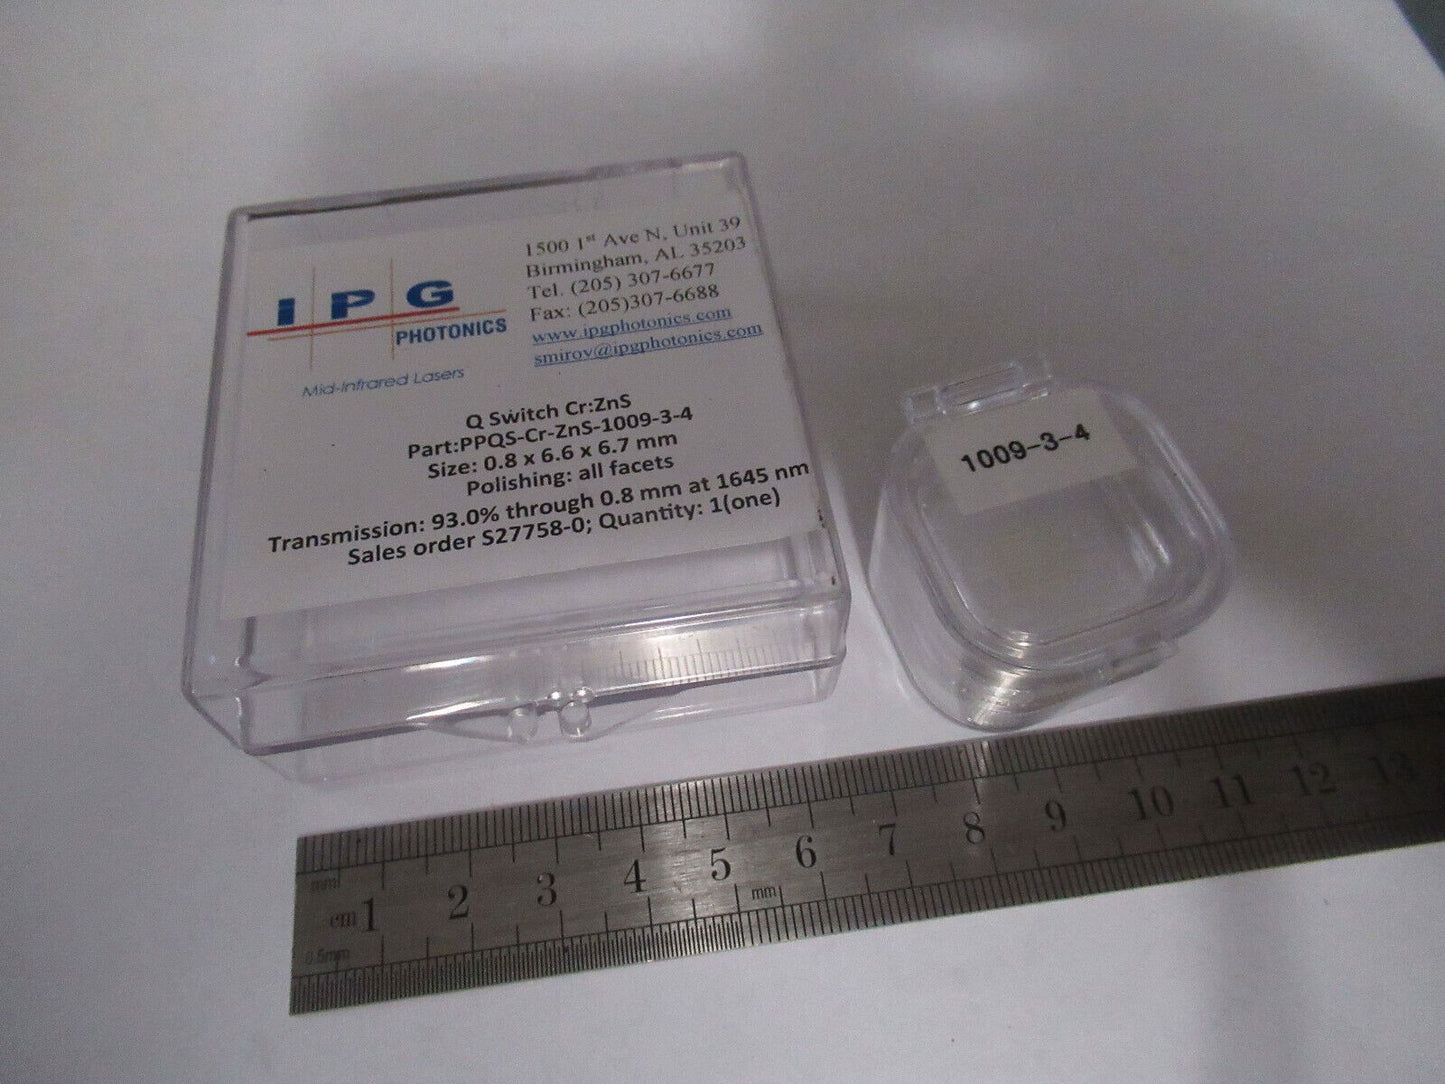 IPG
PHOTONICS
Mid-Infrared Lasers
1500 1st Ave N, Unit 39
Birmingham, AL 35203
Tel. (205) 307-6677
Fax: (205)307-6688
www.ipgphotonics.com
smirov@ipgphotonics.com
Q Switch Cr:ZnS
Part:PPQS-Cr-ZnS-1009-3-4
Size: 0.8 x 6.6 x 6.7 mm
Polishing: all facets
Transmission: 93.0% through 0.8 mm at 1645 nm
Sales order S27758-0; Quantity: 1(one)
1009-3-4
mm
cm 1 2 3 4 5 6 7 8 9 10 11 12 13
mm
0.5mm